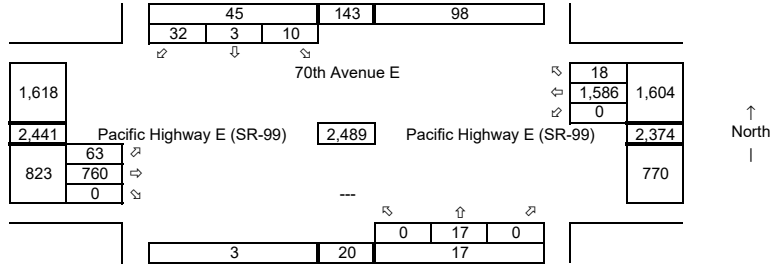 45 143 98
32 3 10
⬃ ⇩ ⬂
70th Avenue E
⬁ 18
1,618 ⇦ 1,586 1,604
⬃ 0 ↑
2,441 Pacific Highway E (SR-99) 2,489 Pacific Highway E (SR-99) 2,374 North
63 ⬀ |
823 760 ⇨ 770
0 ⬂ ---
⬁ ⇧ ⬀
0 17 0
3 20 17